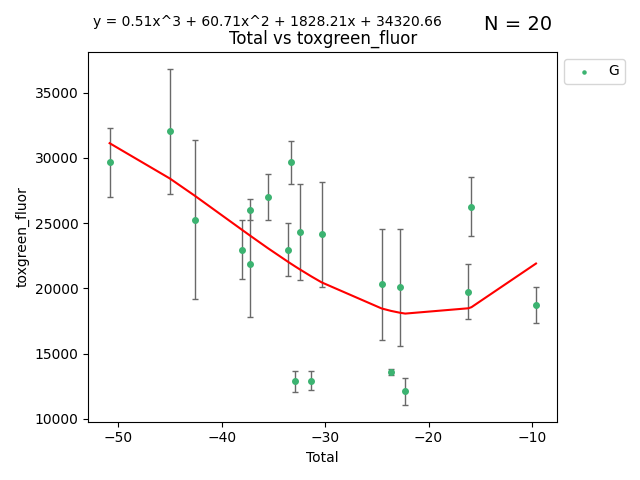 y = 0.51x^3 + 60.71x^2 + 1828.21x + 34320.66
N = 20
Total vs toxgreen_fluor
G
35000
30000
25000
20000
15000
10000
toxgreen_fluor
−50
−40
−30
−20
−10
Total